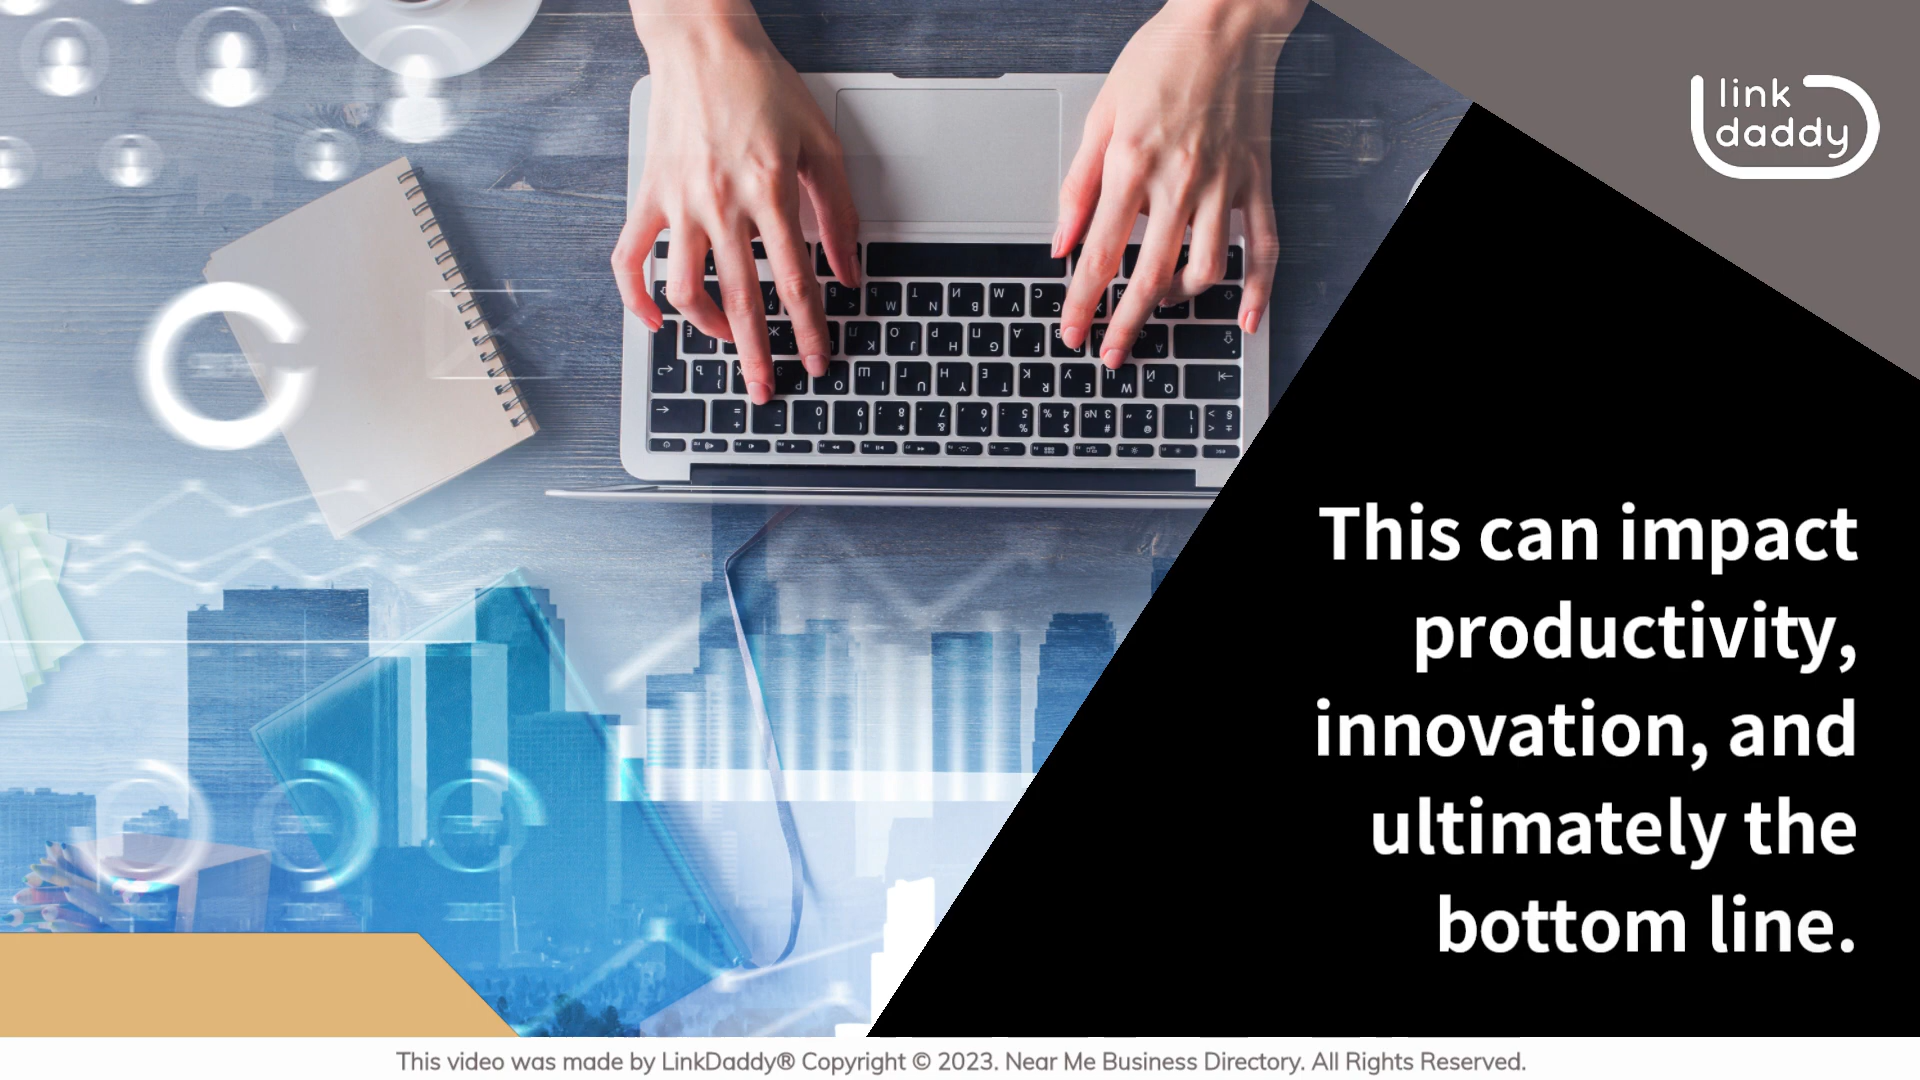 link
daddy
This can impact
productivity,
innovation, and
ultimately the
bottom line.
This video was made by LinkDaddy® Copyright © 2023. Near Me Business Directory. All Rights Reserved.